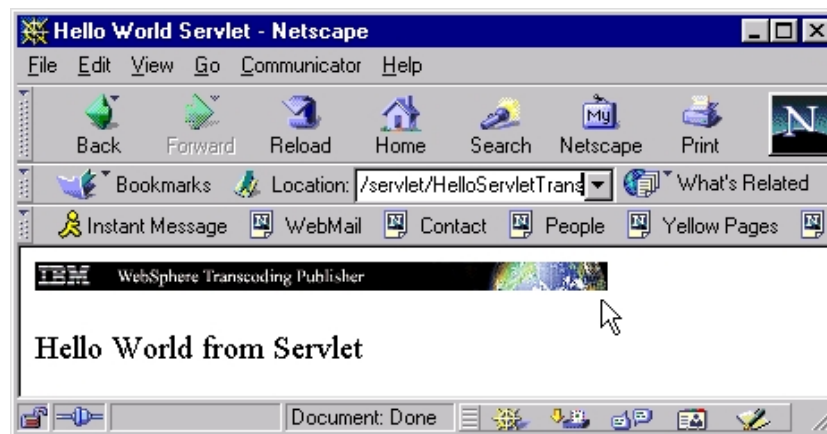 Hello World Servlet - Netscape
File Edit View Go Communicator Help
Back Forward Reload Home Search My Netscape Print N
Bookmarks Location: /servlet/HelloServletTrans What's Related
Instant Message WebMail Contact People Yellow Pages
IBM WebSphere Transcoding Publisher
Hello World from Servlet
Document: Done